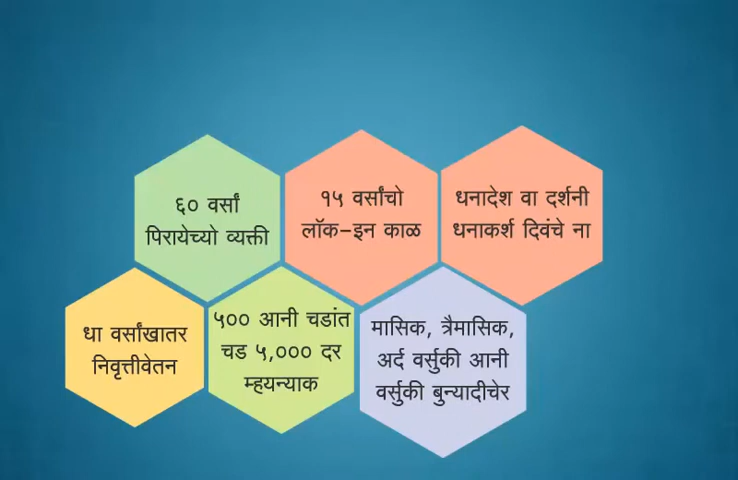 ६० वर्सां
पिरायेच्यो व्यक्ती
१५ वर्सांचो
लॉक-इन काळ
धनादेश वा दर्शनी
धनाकर्श दिवंचे ना
धा वर्सांखातर
निवृत्तीवेतन
५०० आनी चडांत
चड ५,००० दर
म्हयन्याक
मासिक, त्रैमासिक,
अर्द वर्सुकी आनी
वर्सुकी बुन्यादीचेर